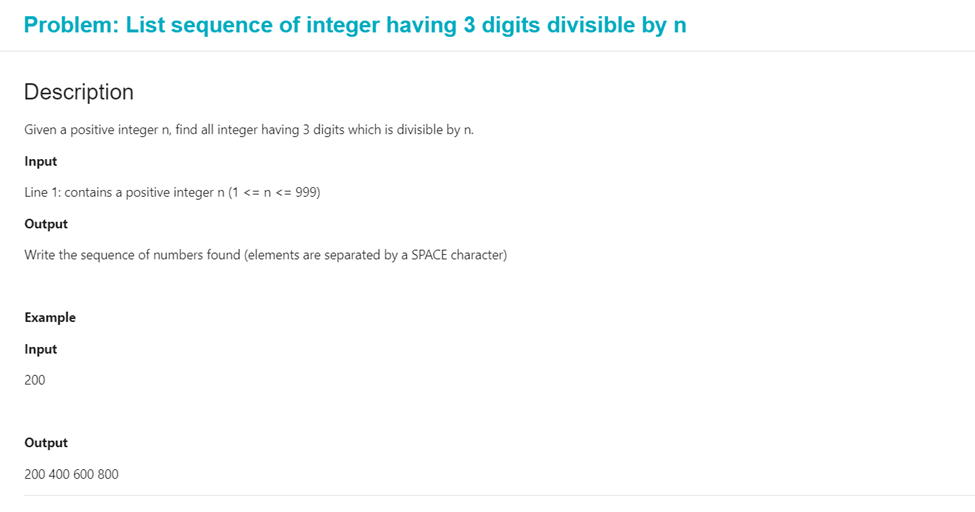 Problem: List sequence of integer having 3 digits divisible by n
Description
Given a positive integer n, find all integer having 3 digits which is divisible by n.
Input
Line 1: contains a positive integer n (1 <= n <= 999)
Output
Write the sequence of numbers found (elements are separated by a SPACE character)
Example
Input
200
Output
200 400 600 800